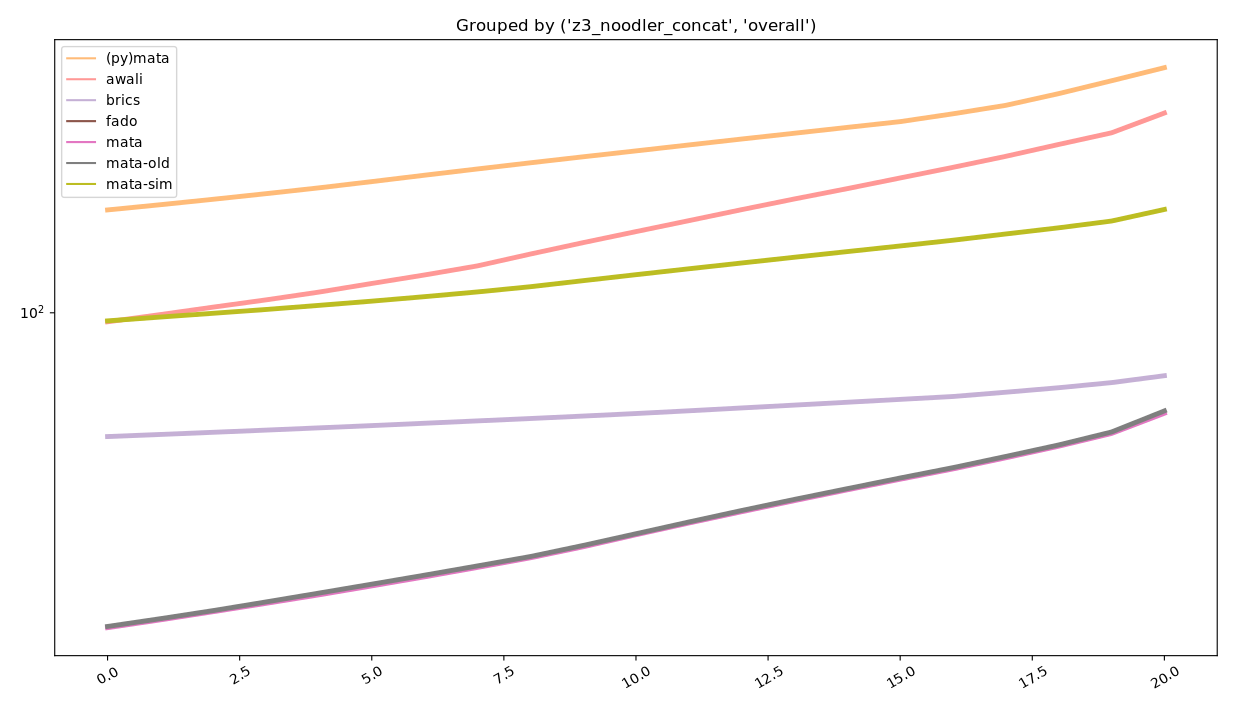 Grouped by ('z3_noodler_concat', 'overall')
(py)mata
awali
brics
fado
mata
mata-old
mata-sim
10²
0.0 2.5 5.0 7.5 10.0 12.5 15.0 17.5 20.0